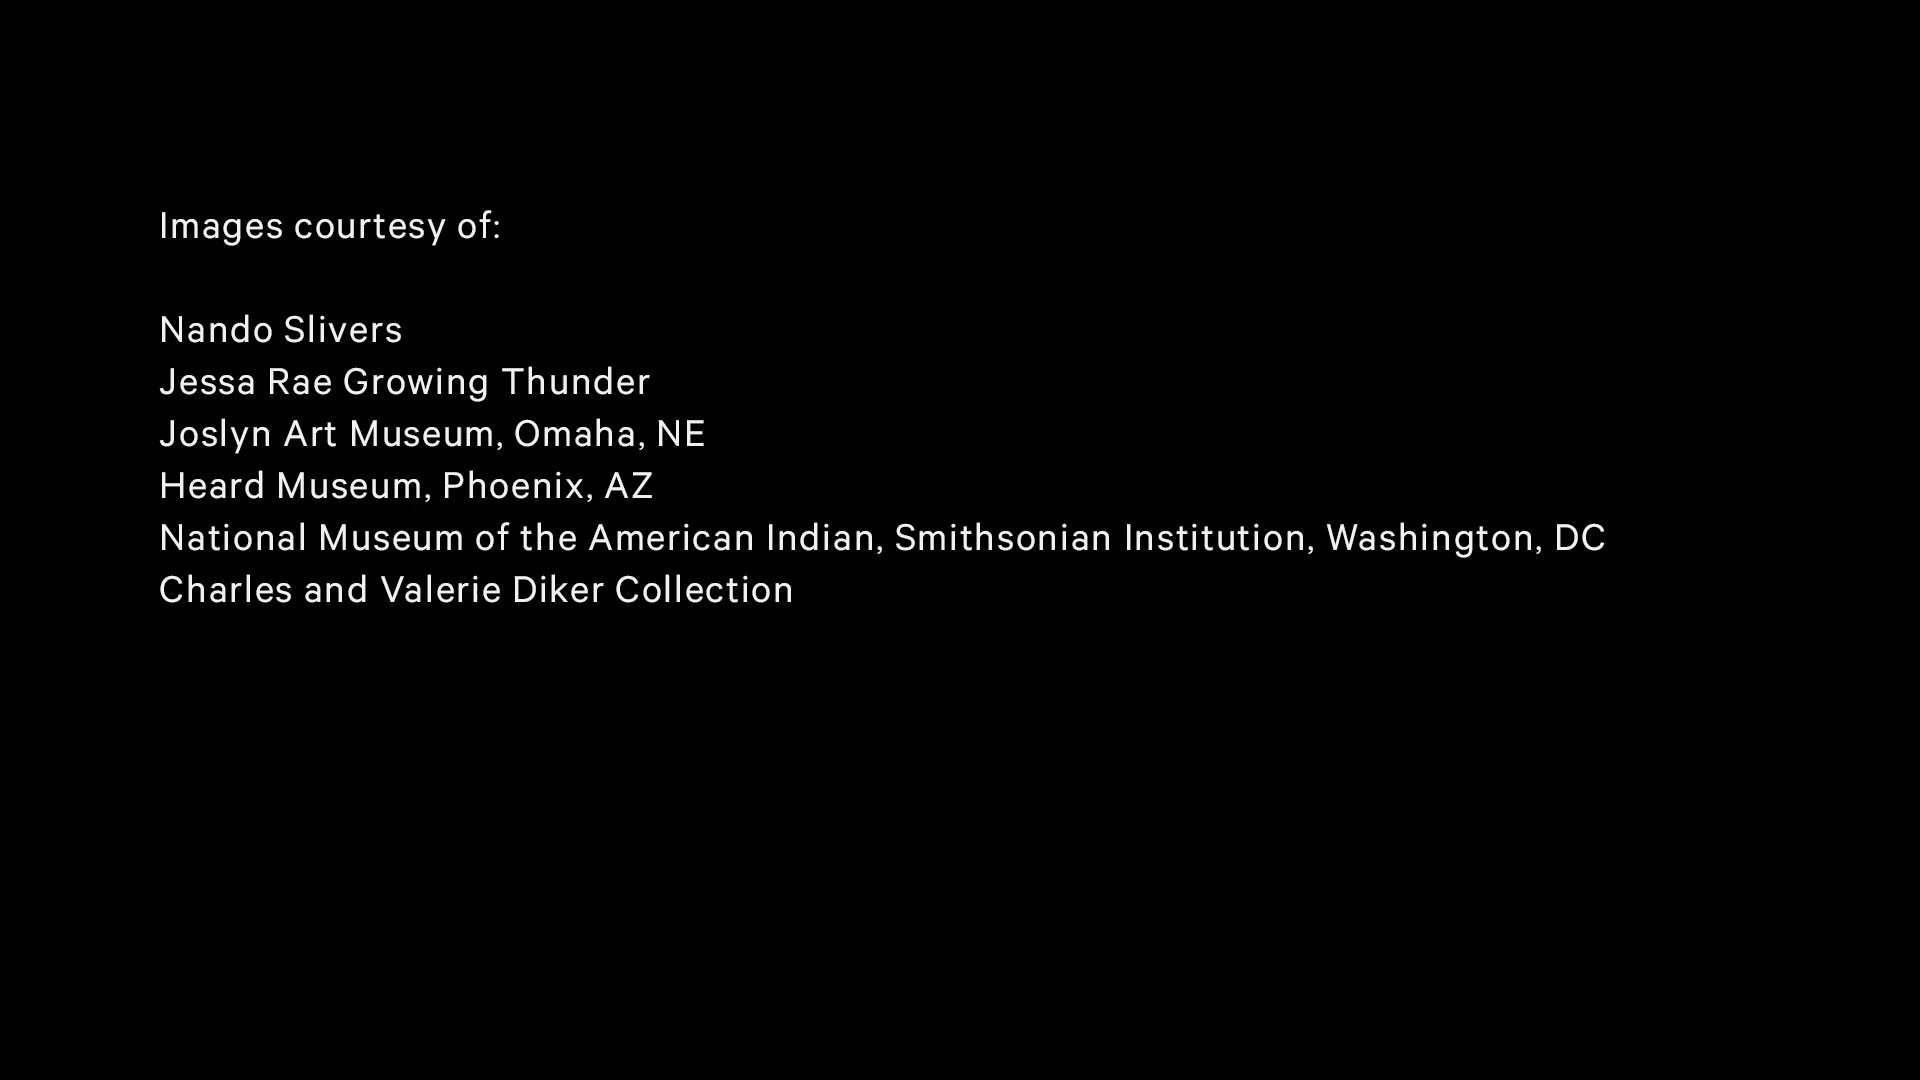 Images courtesy of:
Nando Slivers
Jessa Rae Growing Thunder
Joslyn Art Museum, Omaha, NE
Heard Museum, Phoenix, AZ
National Museum of the American Indian, Smithsonian Institution, Washington, DC
Charles and Valerie Diker Collection